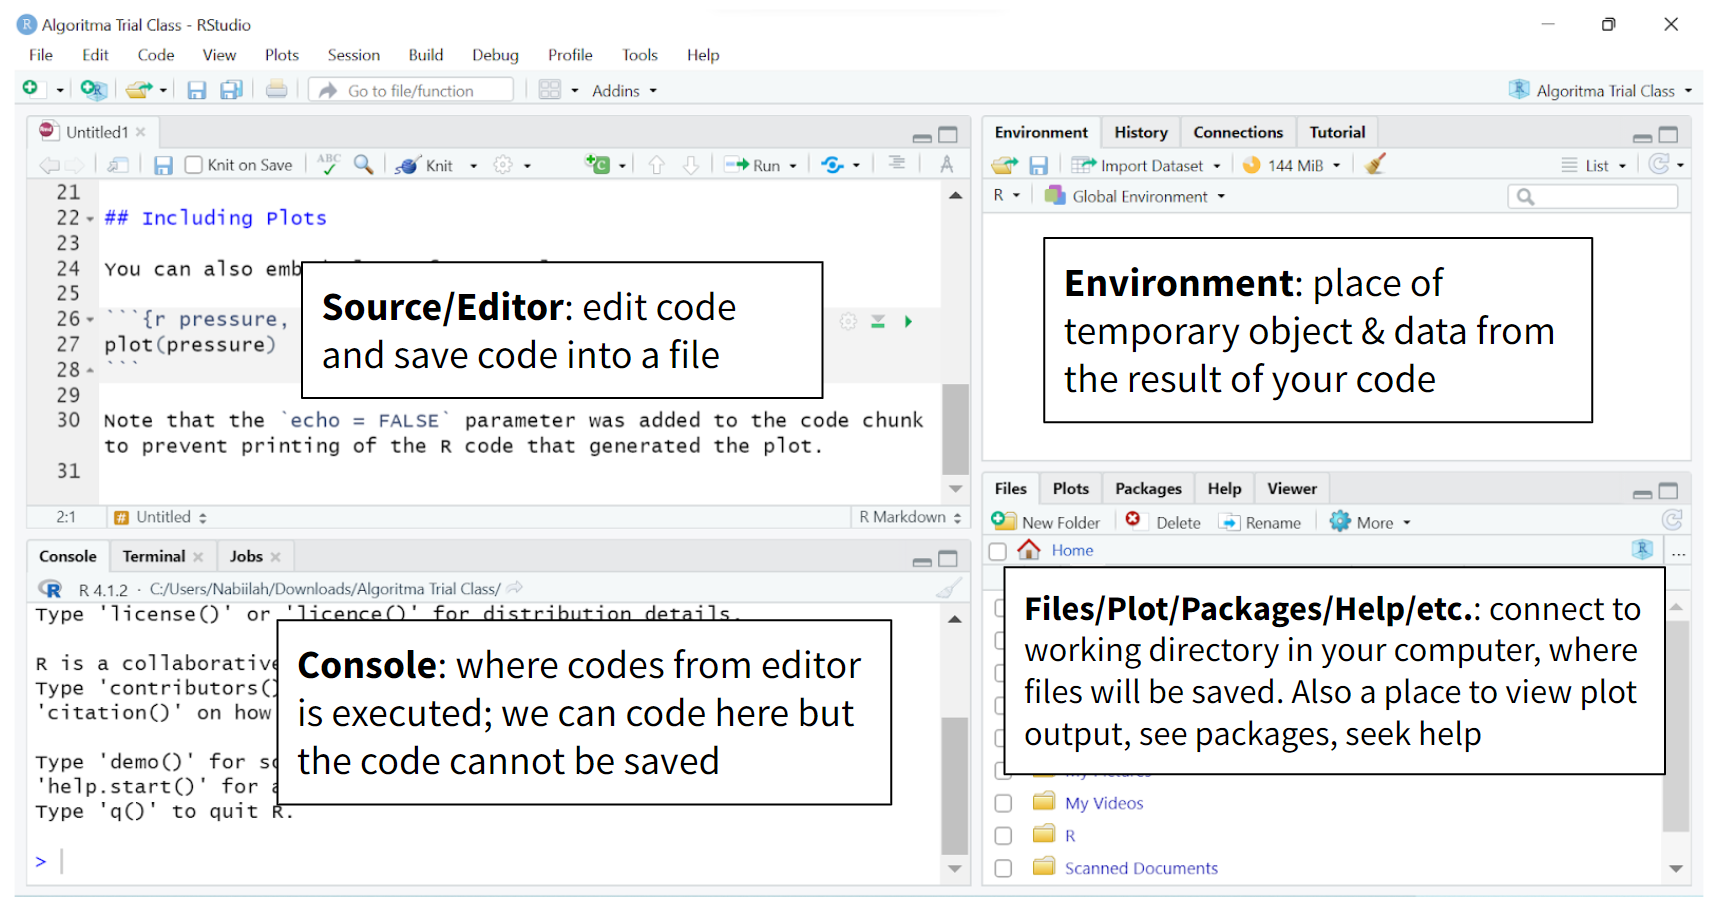 Algoritma Trial Class - RStudio
File Edit Code View Plots Session Build Debug Profile Tools Help
Go to file/function Addins Algoritma Trial Class
Untitled1
Knit on Save ABC Knit Run
21
22 ## Including Plots
23
24 You can also emb
25
26 ```{r pressure,
27 plot(pressure)
28 ```
29
30 Note that the `echo = FALSE` parameter was added to the code chunk
to prevent printing of the R code that generated the plot.
31
2:1 # Untitled R Markdown
Source/Editor: edit code
and save code into a file
Console Terminal Jobs
R 4.1.2 · C:/Users/Nabiilah/Downloads/Algoritma Trial Class/
Type 'license()' or 'licence()' for distribution details.
R is a collaborative
Type 'contributors()
'citation()' on how
Type 'demo()' for
'help.start()' for
Type 'q()' to quit R.
>
Console: where codes from editor
is executed; we can code here but
the code cannot be saved
Environment History Connections Tutorial
Import Dataset 144 MiB List
R Global Environment
Environment: place of
temporary object & data from
the result of your code
Files Plots Packages Help Viewer
New Folder Delete Rename More
Home ...
Files/Plot/Packages/Help/etc.: connect to
working directory in your computer, where
files will be saved. Also a place to view plot
output, see packages, seek help
My Videos
R
Scanned Documents